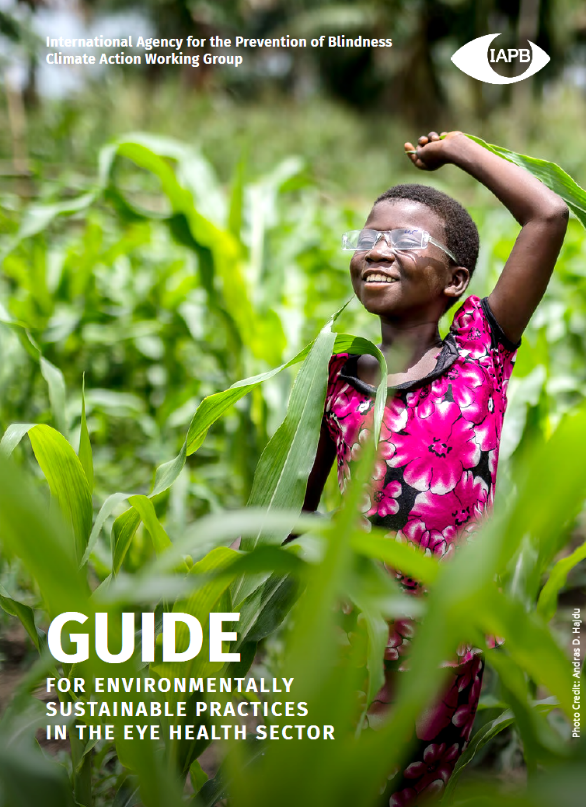 International Agency for the Prevention of Blindness
Climate Action Working Group
IAPB
GUIDE
FOR ENVIRONMENTALLY
SUSTAINABLE PRACTICES
IN THE EYE HEALTH SECTOR
Photo Credit: Andras D. Hajdu